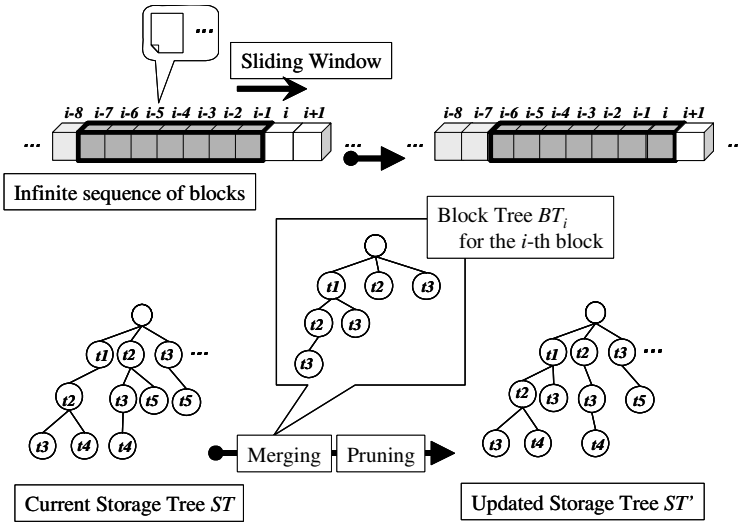 ...
Sliding Window
i-8 i-7 i-6 i-5 i-4 i-3 i-2 i-1 i i+1
i-8 i-7 i-6 i-5 i-4 i-3 i-2 i-1 i i+1
... ... ... ...
Infinite sequence of blocks
Block Tree BTi
for the i-th block
t1 t2 t3
t2 t3
t3
t1 t2 t3 ...
t2 t3 t5 t5
t3 t4 t4
t1 t2 t3 ...
t2 t3 t3 t5
t3 t4 t4
Merging Pruning
Current Storage Tree ST
Updated Storage Tree ST'